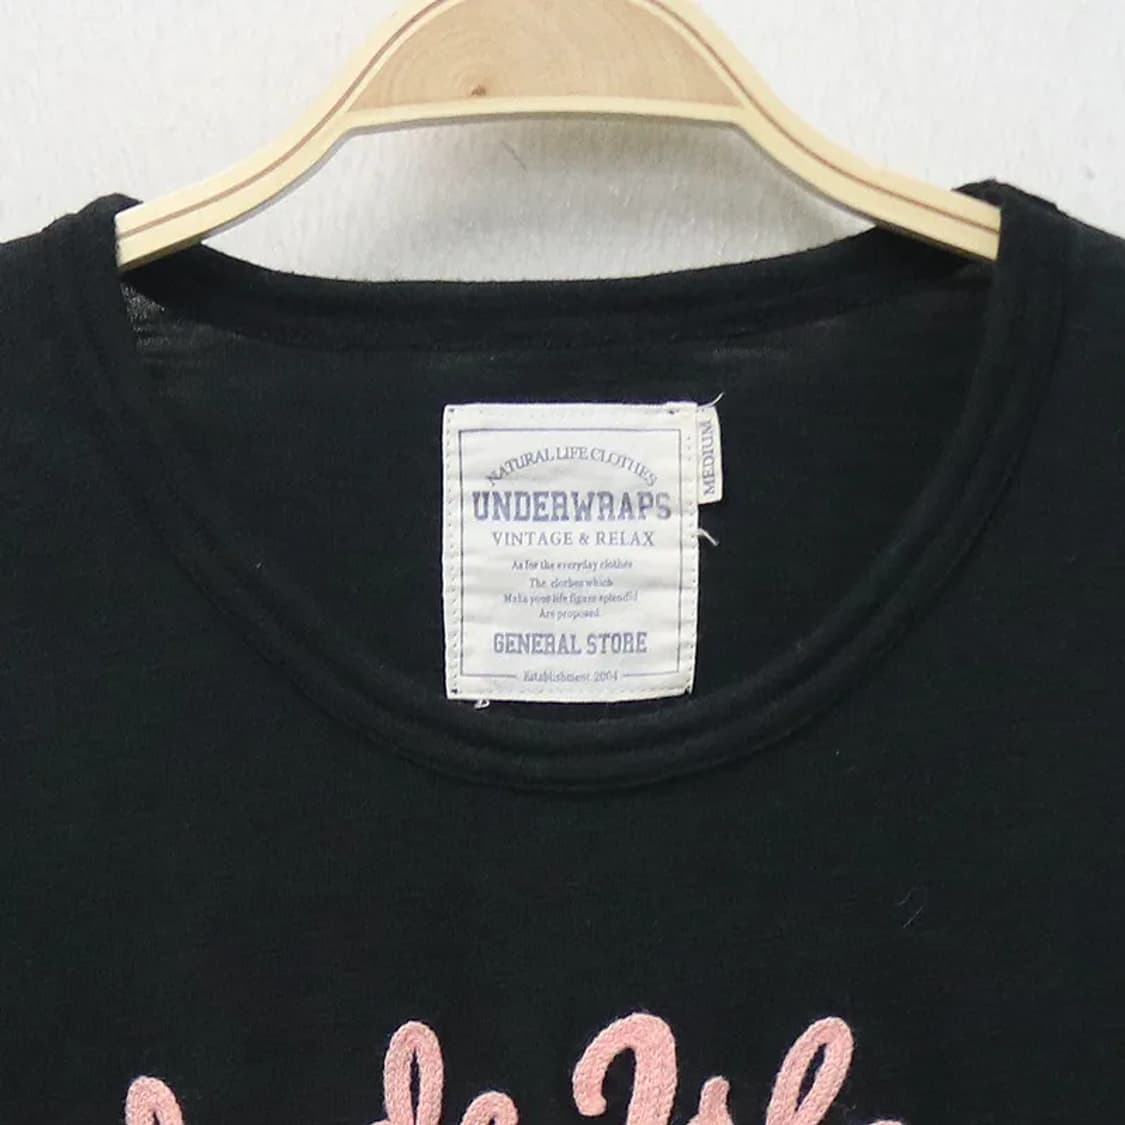 NATURAL LIFE CLOTHES
UNDERWRAPS
VINTAGE & RELAX
As for the everyday clothes
The clothes which
Make your life figure splendid
Are proposed.
GENERAL STORE
Establishment 2004
MEDIUM